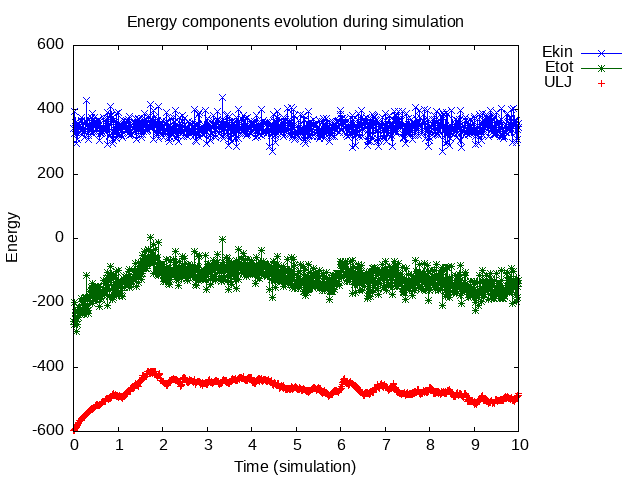 Energy components evolution during simulation
600
400
200
0
-200
-400
-600
Energy
0 1 2 3 4 5 6 7 8 9 10
Time (simulation)
Ekin
Etot
ULJ